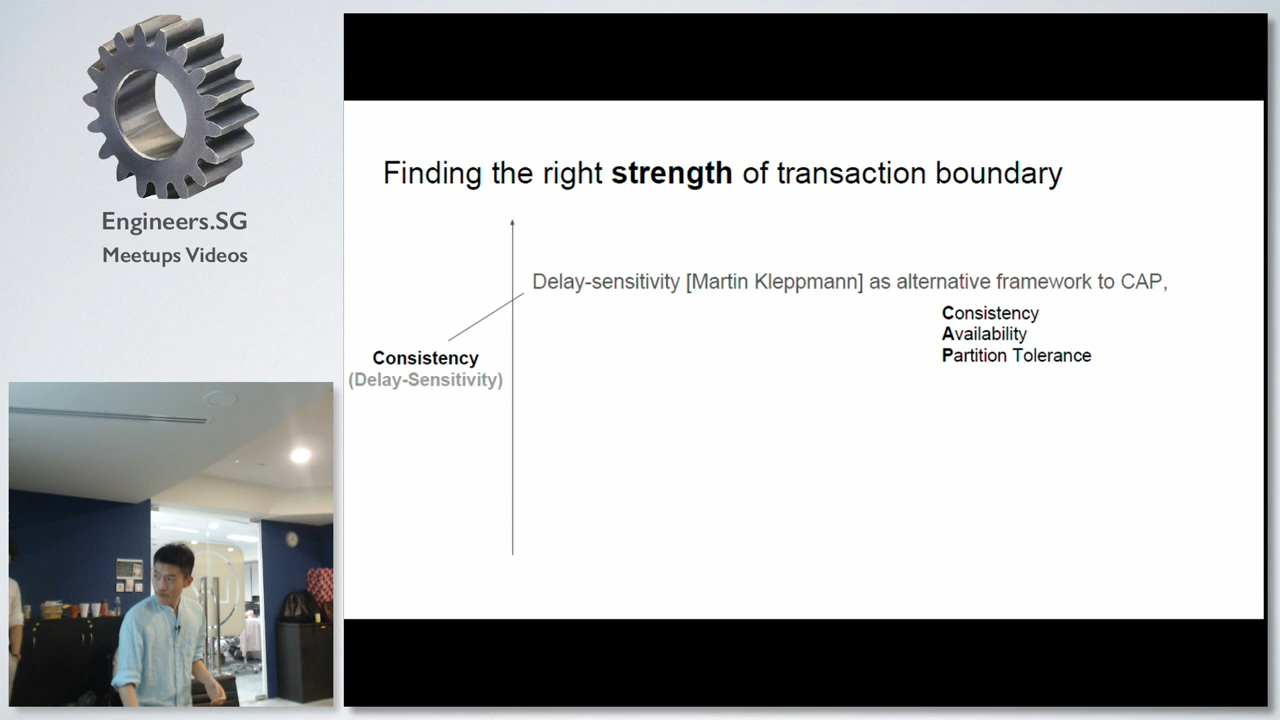 Engineers.SG
Meetups Videos
Finding the right strength of transaction boundary
Delay-sensitivity [Martin Kleppmann] as alternative framework to CAP,
Consistency
Availability
Partition Tolerance
Consistency
(Delay-Sensitivity)